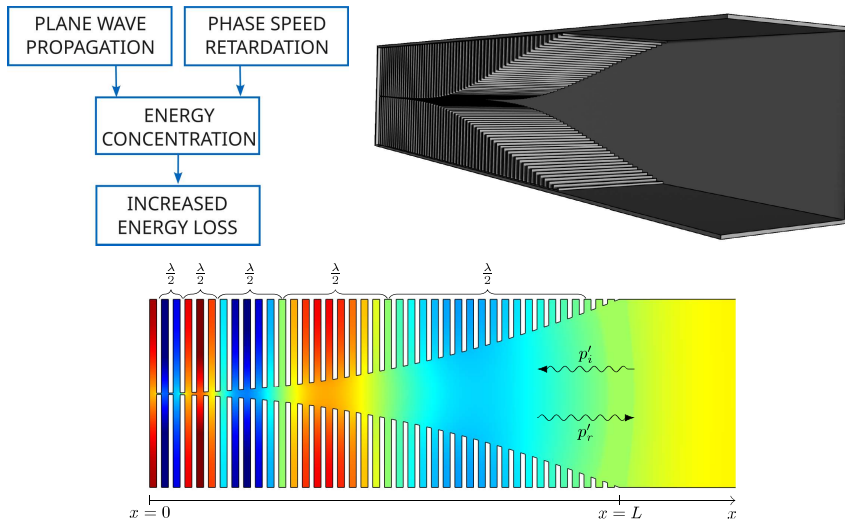 PLANE WAVE
PROPAGATION
PHASE SPEED
RETARDATION
ENERGY
CONCENTRATION
INCREASED
ENERGY LOSS
λ/2 λ/2 λ/2 λ/2 λ/2
p′ᵢ
p′ᵣ
x = 0 x = L x